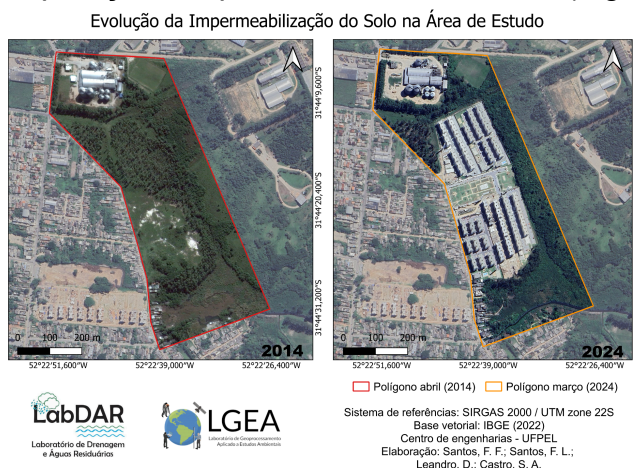 Evolução da Impermeabilização do Solo na Área de Estudo
31°44'9,600"S
31°44'20,400"S
31°44'31,200"S
0 100 200 m
2014
0 100 200 m
2024
52°22'51,600"W 52°22'39,000"W 52°22'26,400"W
52°22'51,600"W 52°22'39,000"W 52°22'26,400"W
Polígono abril (2014) Polígono março (2024)
LabDAR
Laboratório de Drenagem
e Águas Residuárias
LGEA
Laboratório de Geoprocessamento
Aplicado a Estudos Ambientais
Sistema de referências: SIRGAS 2000 / UTM zone 22S
Base vetorial: IBGE (2022)
Centro de engenharias - UFPEL
Elaboração: Santos, F. F.; Santos, F. L.;
Leandro, D.; Castro, S. A.